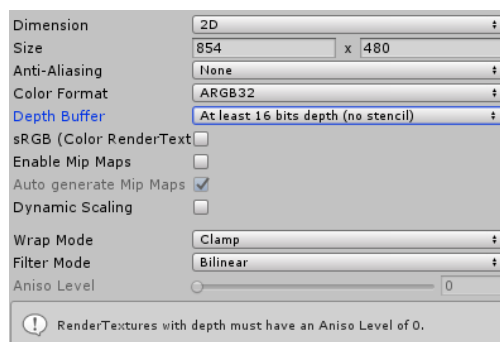 Dimension 2D
Size 854 x 480
Anti-Aliasing None
Color Format ARGB32
Depth Buffer At least 16 bits depth (no stencil)
sRGB (Color RenderText
Enable Mip Maps
Auto generate Mip Maps
Dynamic Scaling
Wrap Mode Clamp
Filter Mode Bilinear
Aniso Level 0
RenderTextures with depth must have an Aniso Level of 0.